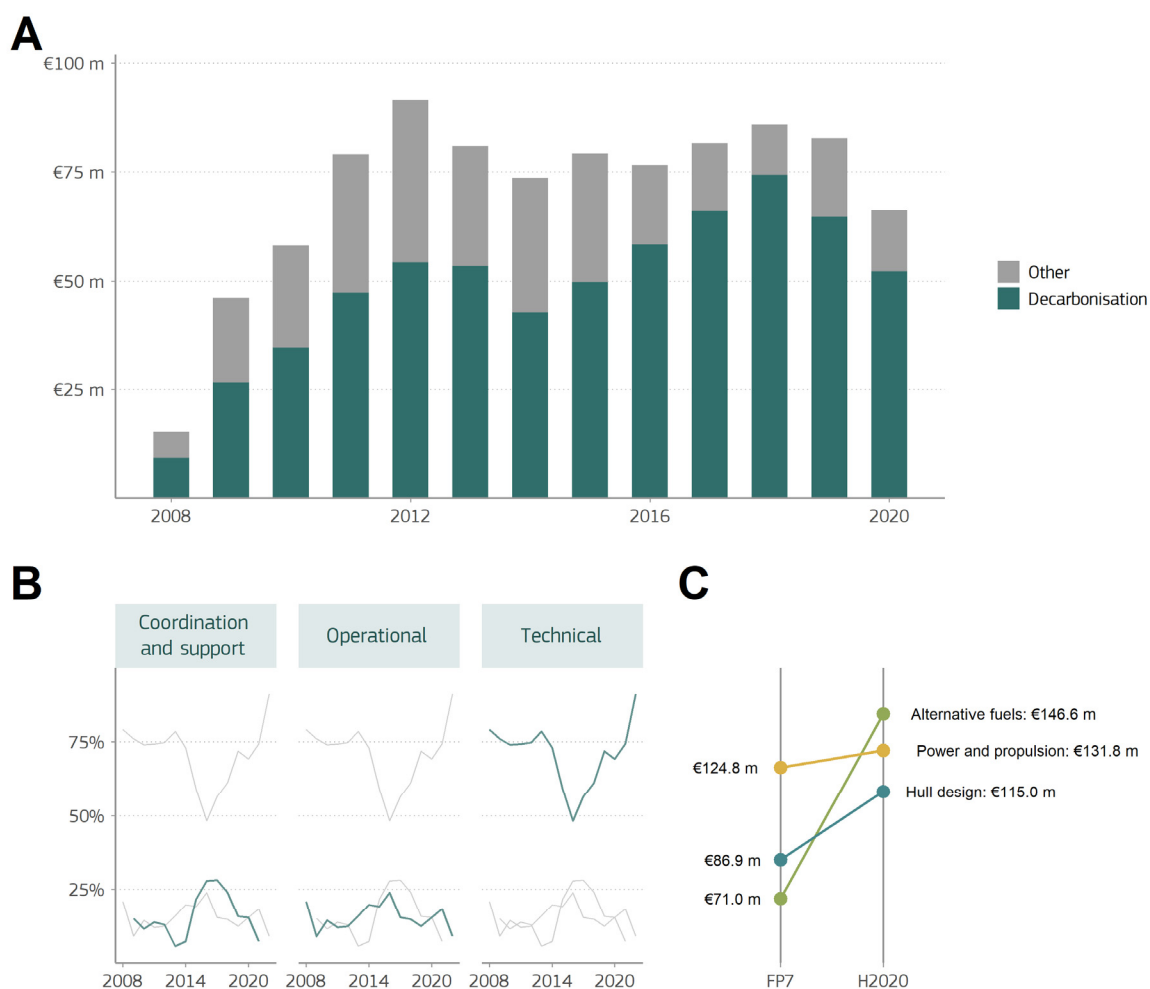 A
€100 m
€75 m
€50 m
€25 m
2008
2012
2016
2020
Other
Decarbonisation
B
Coordination
and support
Operational
Technical
75%
50%
25%
2008
2014
2020
2008
2014
2020
2008
2014
2020
C
€124.8 m
€86.9 m
€71.0 m
Alternative fuels: €146.6 m
Power and propulsion: €131.8 m
Hull design: €115.0 m
FP7
H2020